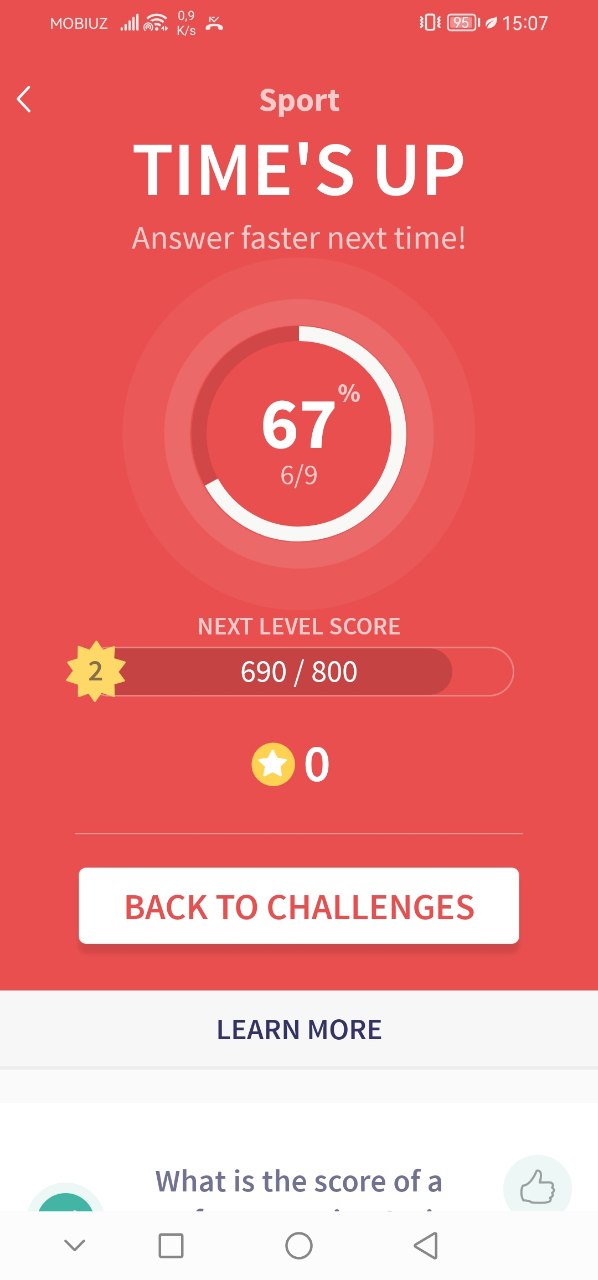 MOBIUZ 0,9 K/s 95 15:07
Sport
TIME'S UP
Answer faster next time!
67%
6/9
NEXT LEVEL SCORE
2 690 / 800
0
BACK TO CHALLENGES
LEARN MORE
What is the score of a